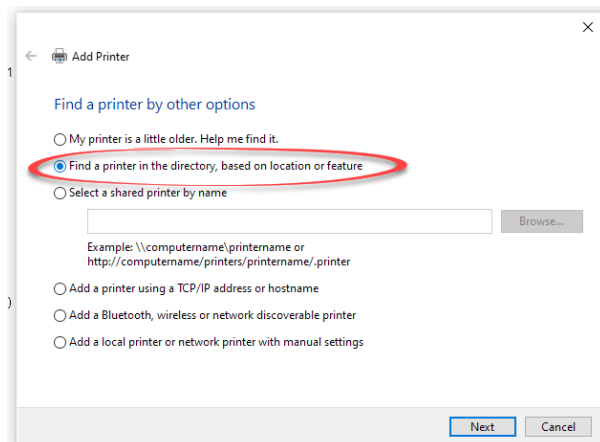 Add Printer
1
Find a printer by other options
My printer is a little older. Help me find it.
Find a printer in the directory, based on location or feature
Select a shared printer by name
Browse...
Example: \\computername\printername or
http://computername/printers/printername/.printer
)
Add a printer using a TCP/IP address or hostname
Add a Bluetooth, wireless or network discoverable printer
Add a local printer or network printer with manual settings
Next Cancel